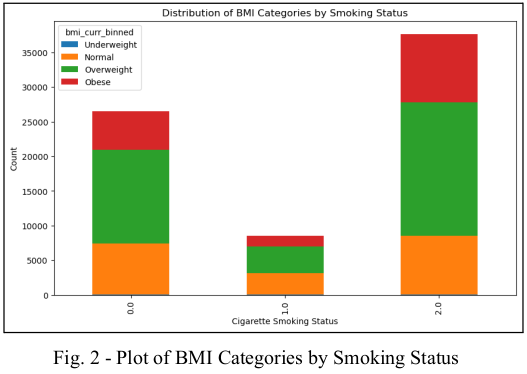 Distribution of BMI Categories by Smoking Status
bmi_curr_binned
Underweight
Normal
Overweight
Obese
Count
35000
30000
25000
20000
15000
10000
5000
0
0.0
1.0
2.0
Cigarette Smoking Status
Fig. 2 - Plot of BMI Categories by Smoking Status